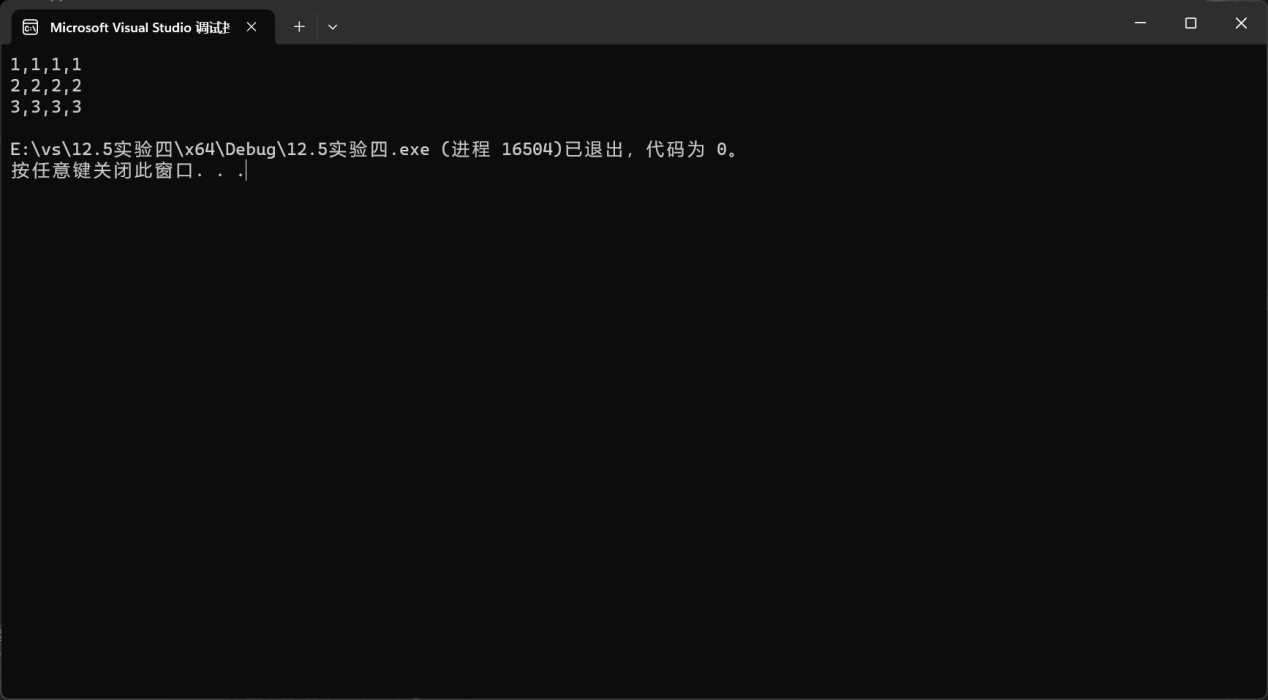 Microsoft Visual Studio 调试
1,1,1,1
2,2,2,2
3,3,3,3
E:\vs\12.5实验四\x64\Debug\12.5实验四.exe (进程 16504)已退出，代码为 0。
按任意键关闭此窗口. . .